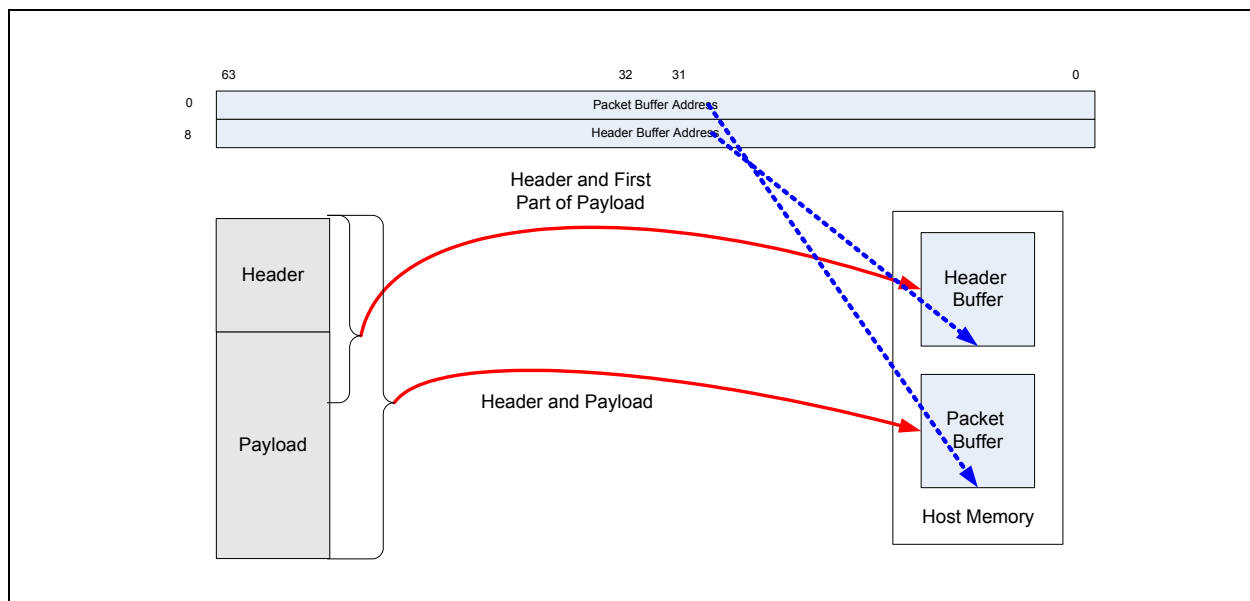 63
32
31
0
0
Packet Buffer Address
8
Header Buffer Address
Header and First
Part of Payload
Header
Header
Buffer
Header and Payload
Payload
Packet
Buffer
Host Memory